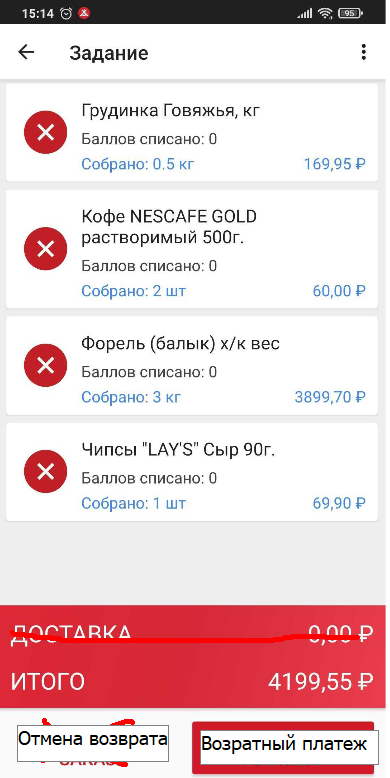 15:14
95
Задание
Грудинка Говяжья, кг
Баллов списано: 0
Собрано: 0.5 кг 169,95 ₽
Кофе NESCAFE GOLD
растворимый 500г.
Баллов списано: 0
Собрано: 2 шт 60,00 ₽
Форель (балык) х/к вес
Баллов списано: 0
Собрано: 3 кг 3899,70 ₽
Чипсы "LAY'S" Сыр 90г.
Баллов списано: 0
Собрано: 1 шт 69,90 ₽
ДОСТАВКА 0,00 ₽
ИТОГО 4199,55 ₽
Отмена возврата Возратный платеж